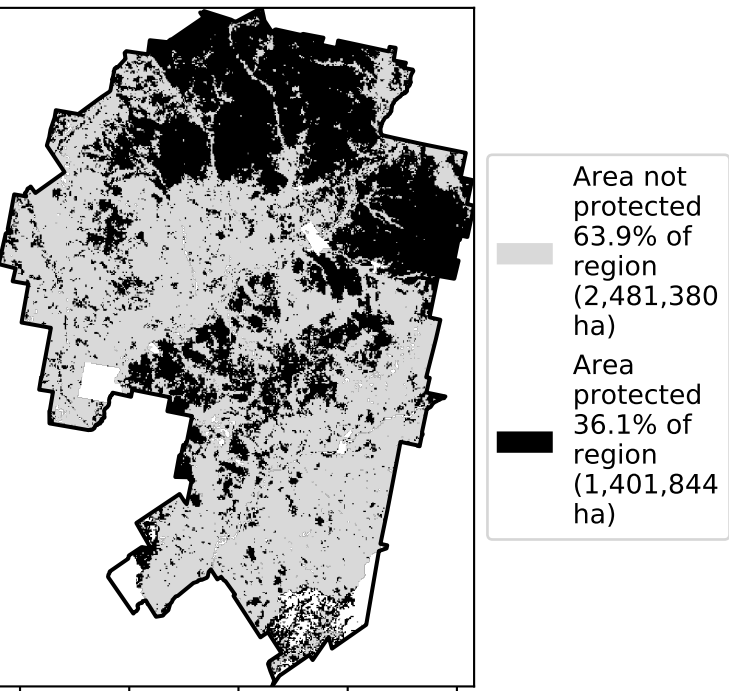 Area not
protected
63.9% of
region
(2,481,380
ha)
Area
protected
36.1% of
region
(1,401,844
ha)